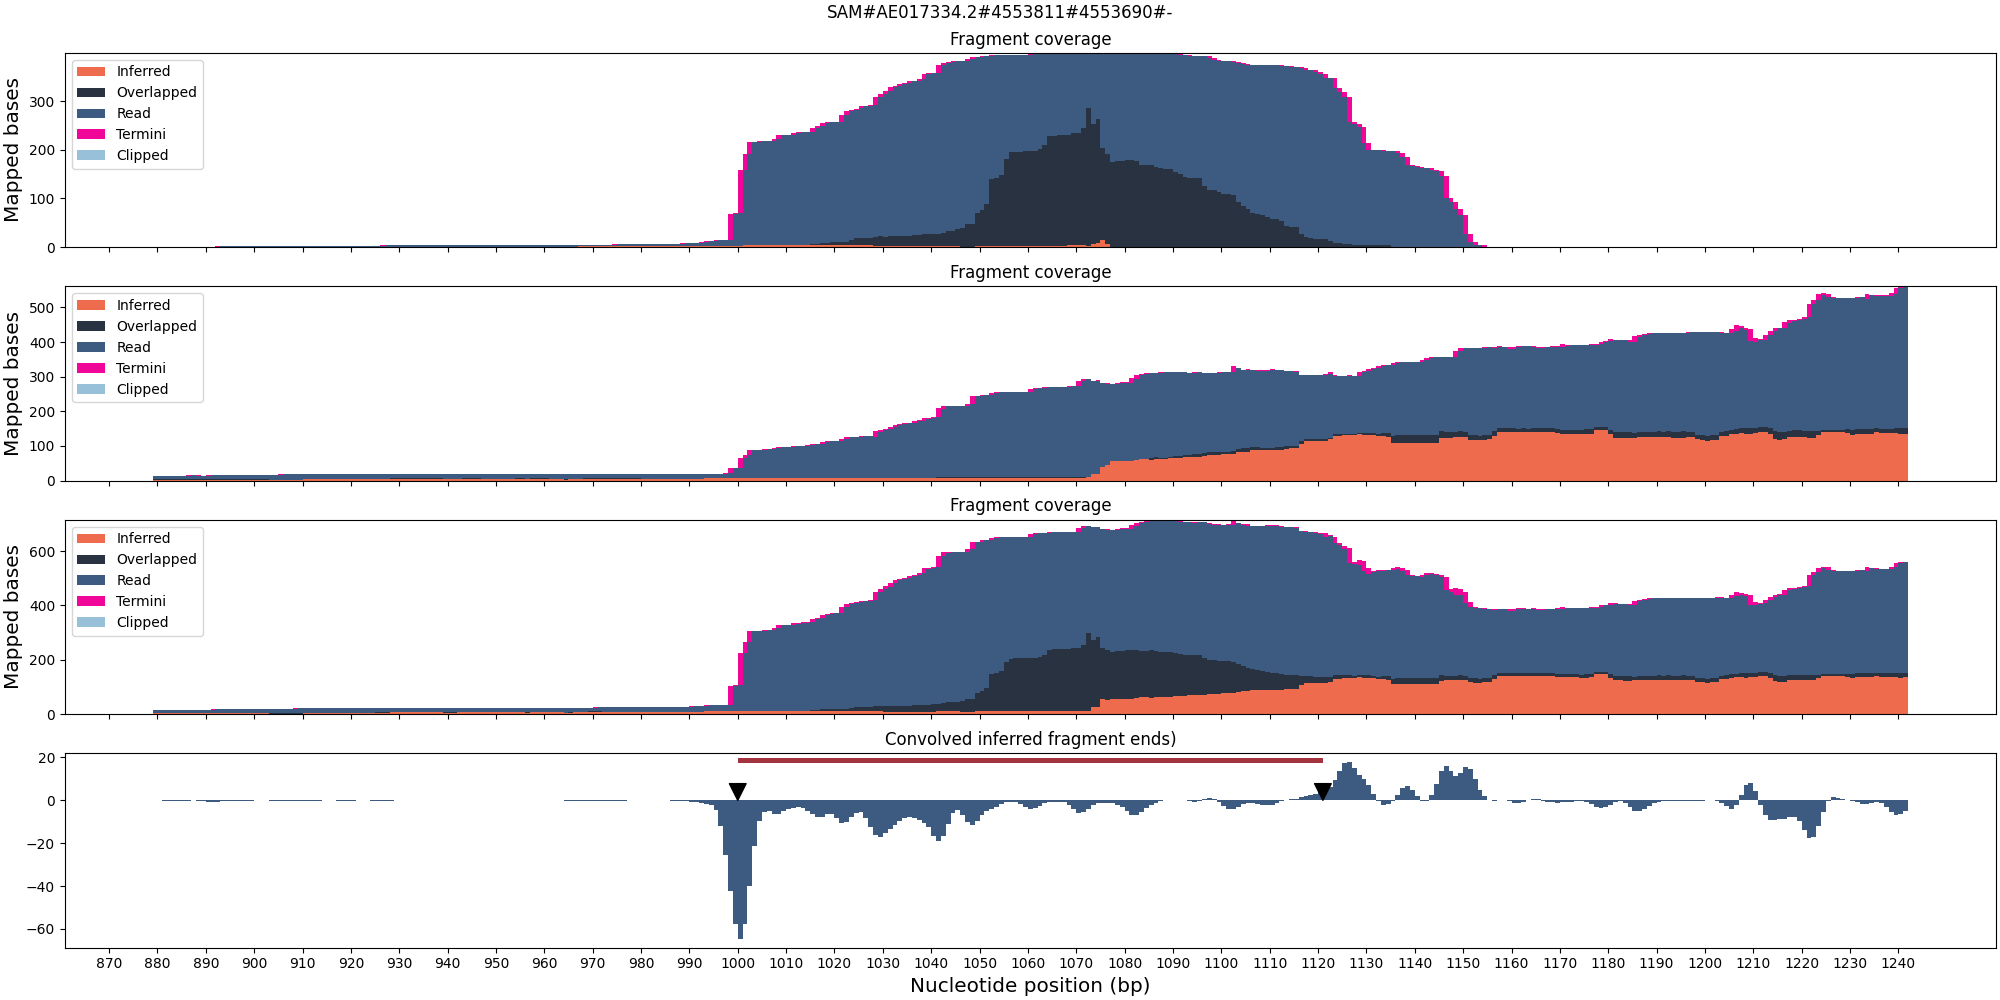 SAM#AE017334.2#4553811#4553690#-
Fragment coverage
Mapped bases
300
200
100
0
Inferred
Overlapped
Read
Termini
Clipped
Fragment coverage
Mapped bases
500
400
300
200
100
0
Inferred
Overlapped
Read
Termini
Clipped
Fragment coverage
Mapped bases
600
400
200
0
Inferred
Overlapped
Read
Termini
Clipped
Convolved inferred fragment ends)
20
0
−20
−40
−60
870 880 890 900 910 920 930 940 950 960 970 980 990 1000 1010 1020 1030 1040 1050 1060 1070 1080 1090 1100 1110 1120 1130 1140 1150 1160 1170 1180 1190 1200 1210 1220 1230 1240
Nucleotide position (bp)